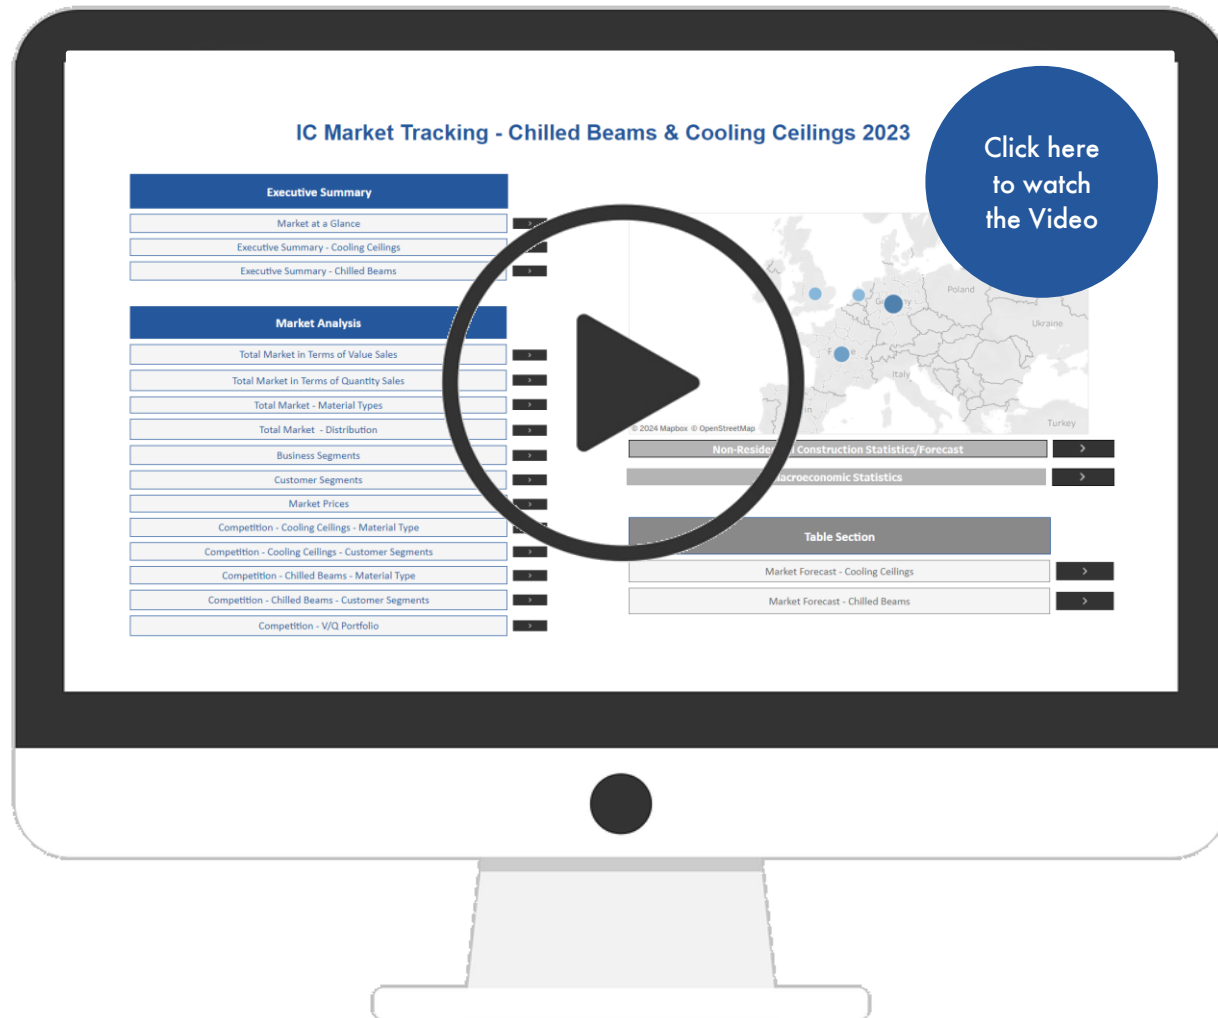 IC Market Tracking - Chilled Beams & Cooling Ceilings 2023
Click here
to watch
the Video
Executive Summary
Market at a Glance
Executive Summary - Cooling Ceilings
Executive Summary - Chilled Beams
Market Analysis
Total Market in Terms of Value Sales
Total Market in Terms of Quantity Sales
Total Market - Material Types
Total Market - Distribution
Business Segments
Customer Segments
Market Prices
Competition - Cooling Ceilings - Material Type
Competition - Cooling Ceilings - Customer Segments
Competition - Chilled Beams - Material Type
Competition - Chilled Beams - Customer Segments
Competition - V/Q Portfolio
Poland
Ukraine
Italy
Turkey
© 2024 Mapbox © OpenStreetMap
Construction Statistics/Forecast
Statistics
Table Section
Market Forecast - Cooling Ceilings
Market Forecast - Chilled Beams